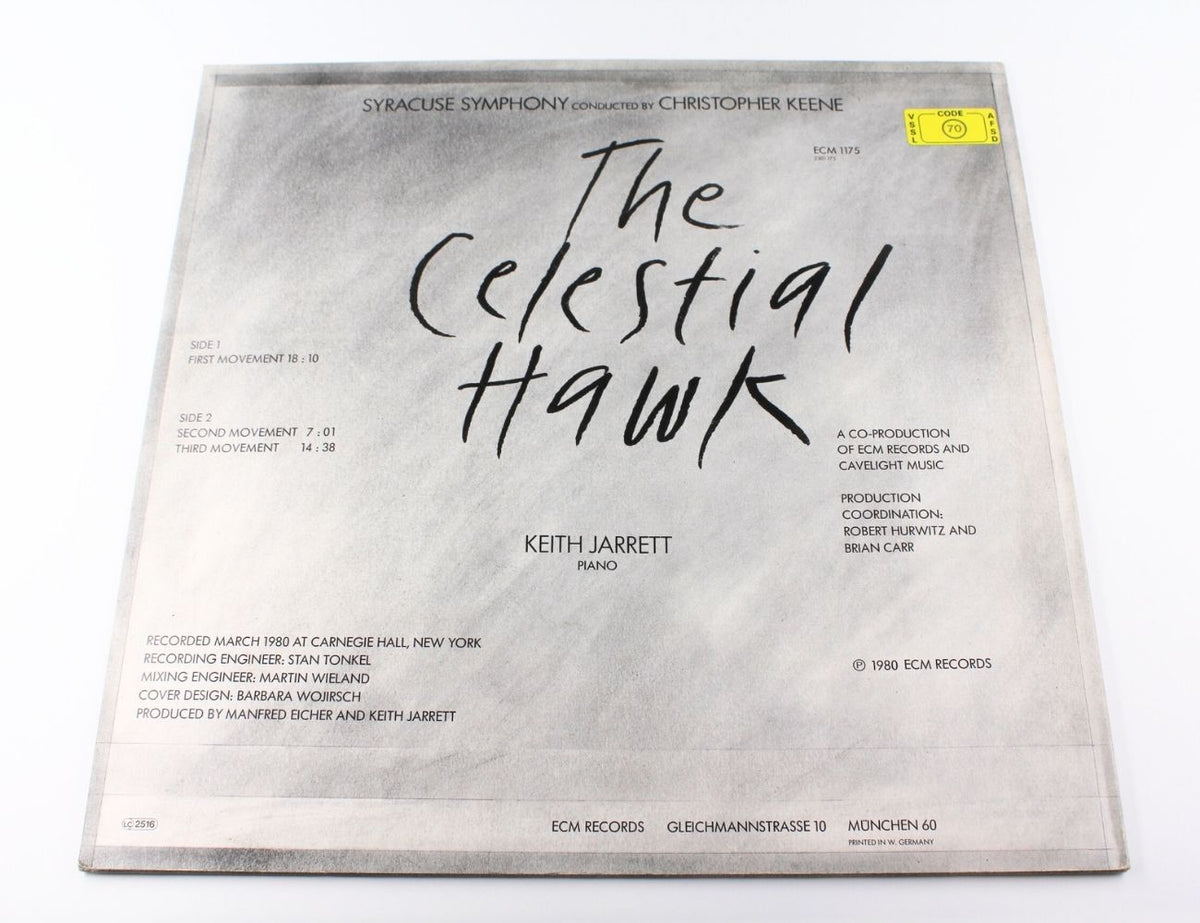 SYRACUSE SYMPHONY CONDUCTED BY CHRISTOPHER KEENE
VSSL
CODE
70
AFSD
ECM 1175
2301 175
The
Celestial
Hawk
SIDE 1
FIRST MOVEMENT 18 : 10
SIDE 2
SECOND MOVEMENT 7 : 01
THIRD MOVEMENT 14 : 38
A CO-PRODUCTION
OF ECM RECORDS AND
CAVELIGHT MUSIC
PRODUCTION
COORDINATION:
ROBERT HURWITZ AND
BRIAN CARR
KEITH JARRETT
PIANO
RECORDED MARCH 1980 AT CARNEGIE HALL, NEW YORK
RECORDING ENGINEER: STAN TONKEL
MIXING ENGINEER: MARTIN WIELAND
COVER DESIGN: BARBARA WOJIRSCH
PRODUCED BY MANFRED EICHER AND KEITH JARRETT
℗ 1980 ECM RECORDS
LC 2516
ECM RECORDS GLEICHMANNSTRASSE 10 MÜNCHEN 60
PRINTED IN W. GERMANY